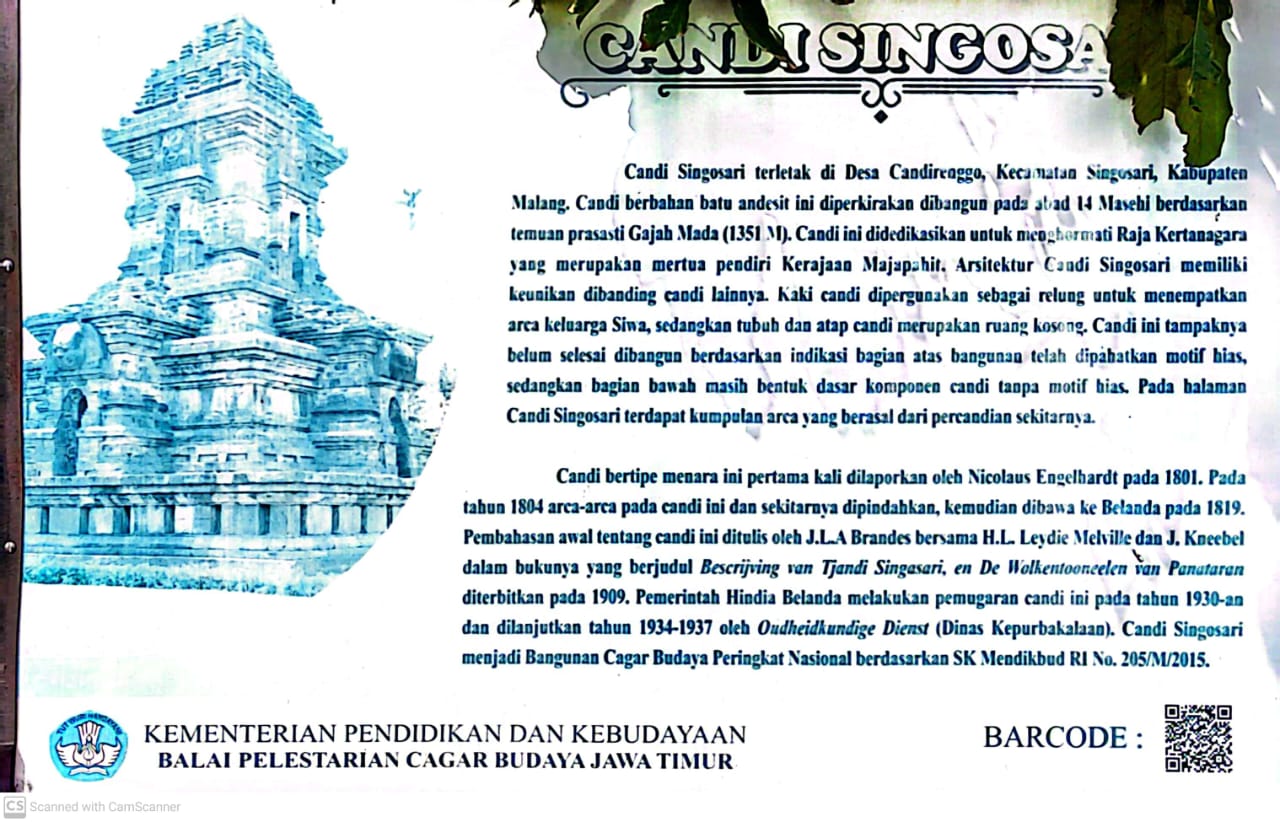 CANDI SINGOSA
Candi Singosari terletak di Desa Candirenggo, Kecamatan Singosari, Kabupaten
Malang. Candi berbahan batu andesit ini diperkirakan dibangun pada abad 14 Masehi berdasarkan
temuan prasasti Gajah Mada (1351 M). Candi ini didedikasikan untuk menghormati Raja Kertanagara
yang merupakan mertua pendiri Kerajaan Majapahit. Arsitektur Candi Singosari memiliki
keunikan dibanding candi lainnya. Kaki candi dipergunakan sebagai relung untuk menempatkan
arca keluarga Siwa, sedangkan tubuh dan atap candi merupakan ruang kosong. Candi ini tampaknya
belum selesai dibangun berdasarkan indikasi bagian atas bangunan telah dipahatkan motif hias,
sedangkan bagian bawah masih bentuk dasar komponen candi tanpa motif hias. Pada halaman
Candi Singosari terdapat kumpulan arca yang berasal dari percandian sekitarnya.
Candi bertipe menara ini pertama kali dilaporkan oleh Nicolaus Engelhardt pada 1801. Pada
tahun 1804 arca-arca pada candi ini dan sekitarnya dipindahkan, kemudian dibawa ke Belanda pada 1819.
Pembahasan awal tentang candi ini ditulis oleh J.L.A Brandes bersama H.L. Leydie Melville dan J. Kneebel
dalam bukunya yang berjudul Bescrijving van Tjandi Singasari, en De Wolkentooneelen van Panataran
diterbitkan pada 1909. Pemerintah Hindia Belanda melakukan pemugaran candi ini pada tahun 1930-an
dan dilanjutkan tahun 1934-1937 oleh Oudheidkundige Dienst (Dinas Kepurbakalaan). Candi Singosari
menjadi Bangunan Cagar Budaya Peringkat Nasional berdasarkan SK Mendikbud RI No. 205/M/2015.
TUT WURI HANDAYANI
KEMENTERIAN PENDIDIKAN DAN KEBUDAYAAN
BALAI PELESTARIAN CAGAR BUDAYA JAWA TIMUR
BARCODE :
CS Scanned with CamScanner